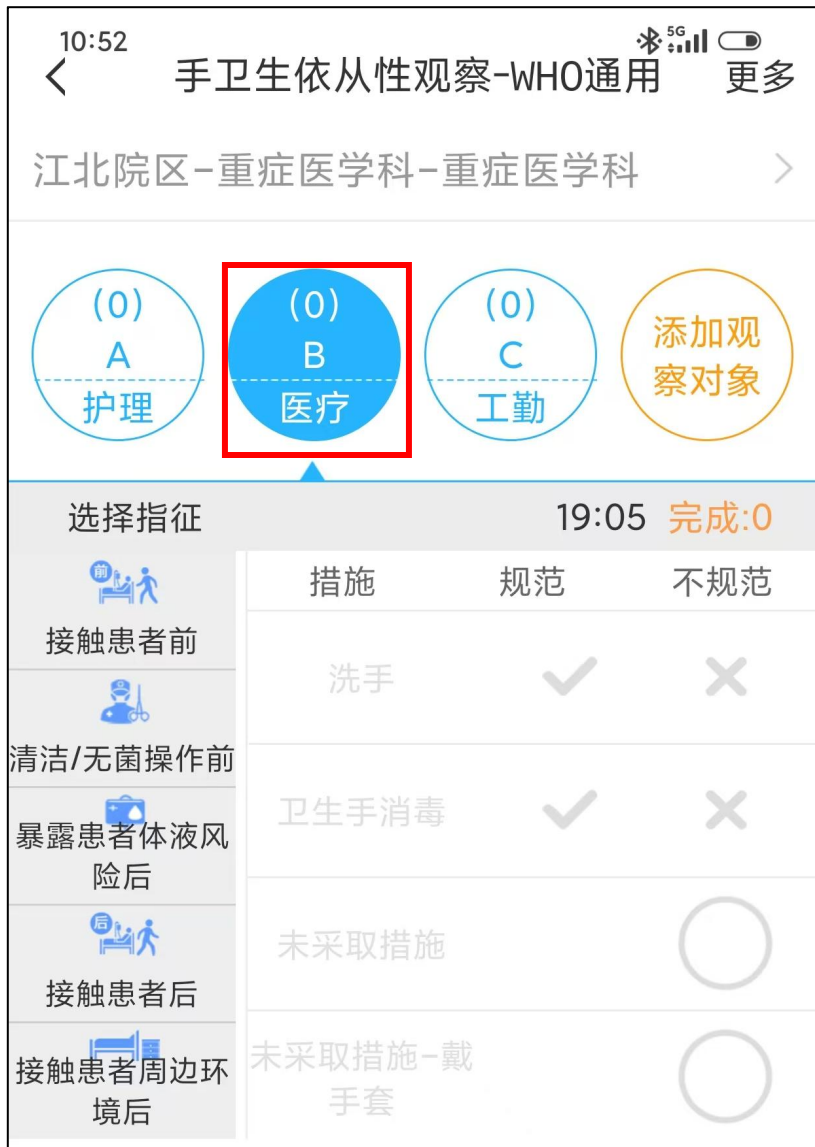 10:52
5G
手卫生依从性观察-WHO通用
更多
江北院区-重症医学科-重症医学科
(0)
A
护理
(0)
B
医疗
(0)
C
工勤
添加观
察对象
选择指征
19:05 完成:0
措施 规范 不规范
前
接触患者前
洗手
清洁/无菌操作前
卫生手消毒
暴露患者体液风
险后
后
接触患者后
未采取措施
接触患者周边环
境后
未采取措施-戴
手套